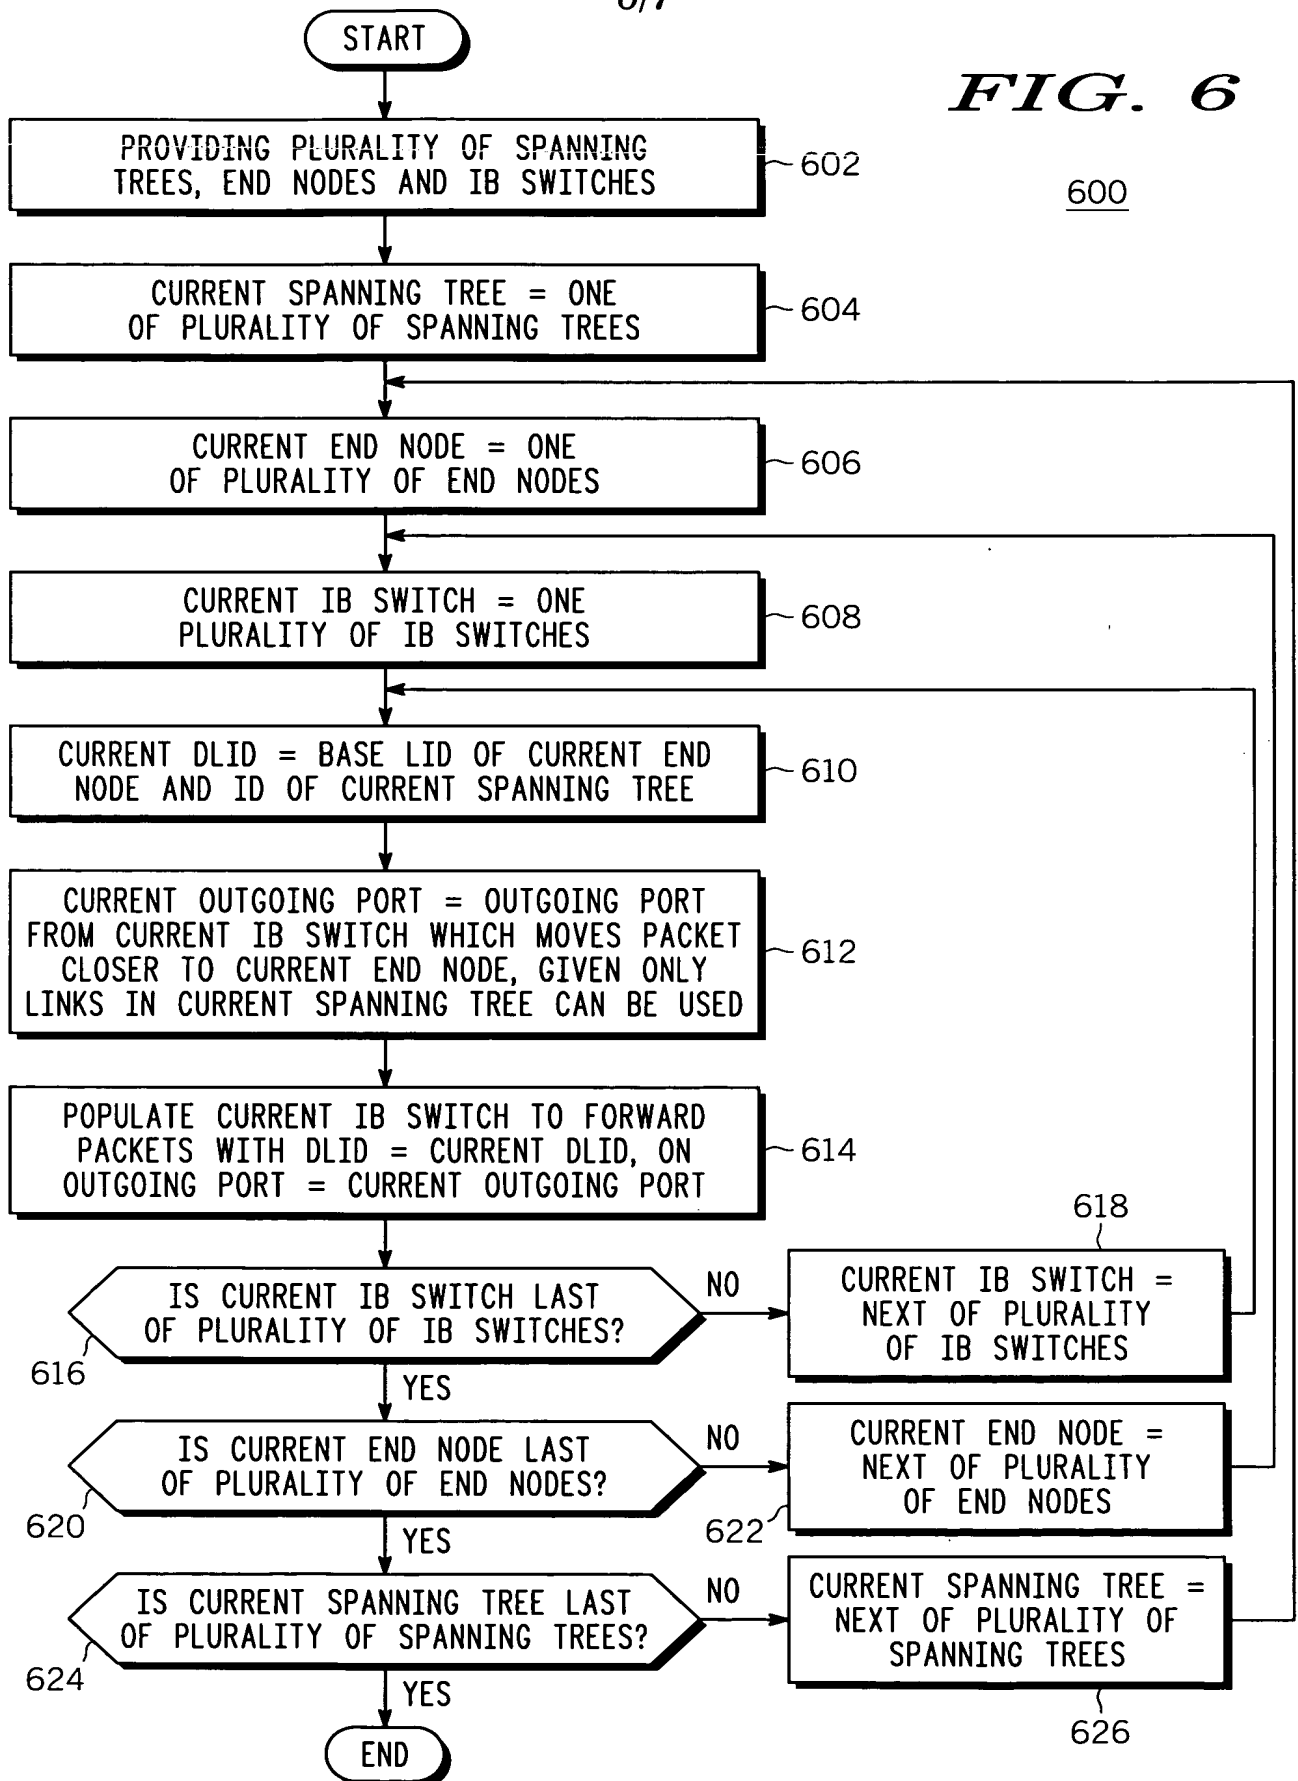 6/7
START
FIG. 6
600
PROVIDING PLURALITY OF SPANNING
TREES, END NODES AND IB SWITCHES
602
CURRENT SPANNING TREE = ONE
OF PLURALITY OF SPANNING TREES
604
CURRENT END NODE = ONE
OF PLURALITY OF END NODES
606
CURRENT IB SWITCH = ONE
PLURALITY OF IB SWITCHES
608
CURRENT DLID = BASE LID OF CURRENT END
NODE AND ID OF CURRENT SPANNING TREE
610
CURRENT OUTGOING PORT = OUTGOING PORT
FROM CURRENT IB SWITCH WHICH MOVES PACKET
CLOSER TO CURRENT END NODE, GIVEN ONLY
LINKS IN CURRENT SPANNING TREE CAN BE USED
612
POPULATE CURRENT IB SWITCH TO FORWARD
PACKETS WITH DLID = CURRENT DLID, ON
OUTGOING PORT = CURRENT OUTGOING PORT
614
IS CURRENT IB SWITCH LAST
OF PLURALITY OF IB SWITCHES?
616
NO
YES
618
CURRENT IB SWITCH =
NEXT OF PLURALITY
OF IB SWITCHES
IS CURRENT END NODE LAST
OF PLURALITY OF END NODES?
620
NO
YES
CURRENT END NODE =
NEXT OF PLURALITY
OF END NODES
622
IS CURRENT SPANNING TREE LAST
OF PLURALITY OF SPANNING TREES?
624
NO
YES
CURRENT SPANNING TREE =
NEXT OF PLURALITY OF
SPANNING TREES
626
END